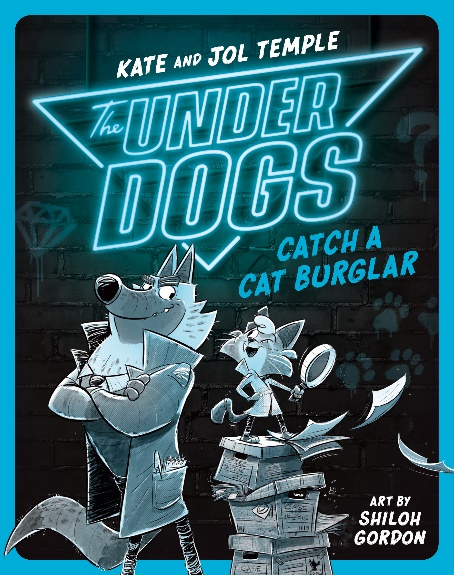 KATE AND JOL TEMPLE
The UNDER
DOGS
CATCH A
CAT BURGLAR
ART BY
SHILOH
GORDON